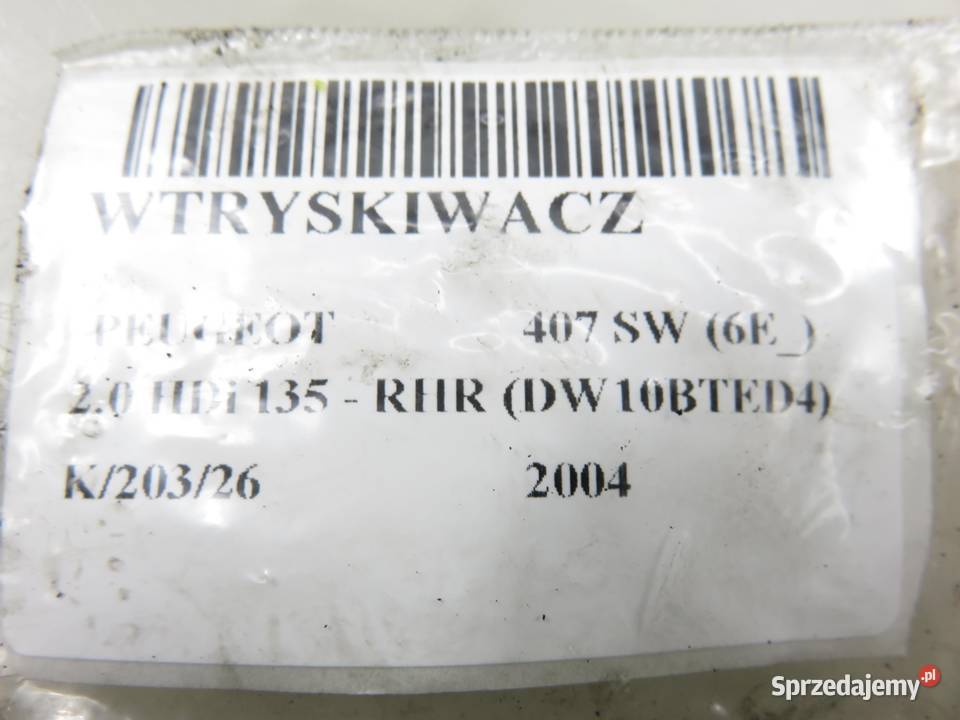 WTRYSKIWACZ
PEUGEOT 407 SW (6E_)
2.0 HDi 135 - RHR (DW10BTED4)
K/203/26 2004
Sprzedajemy.pl